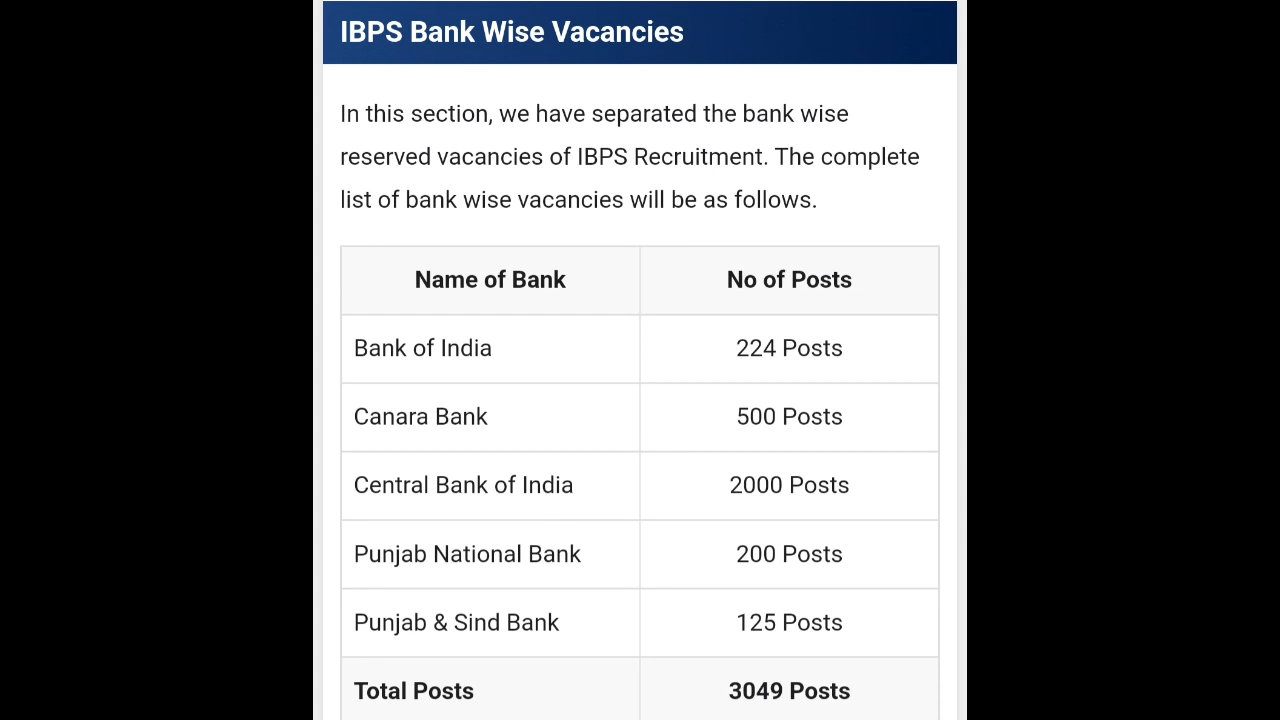 IBPS Bank Wise Vacancies
In this section, we have separated the bank wise
reserved vacancies of IBPS Recruitment. The complete
list of bank wise vacancies will be as follows.
Name of Bank No of Posts
Bank of India 224 Posts
Canara Bank 500 Posts
Central Bank of India 2000 Posts
Punjab National Bank 200 Posts
Punjab & Sind Bank 125 Posts
Total Posts 3049 Posts